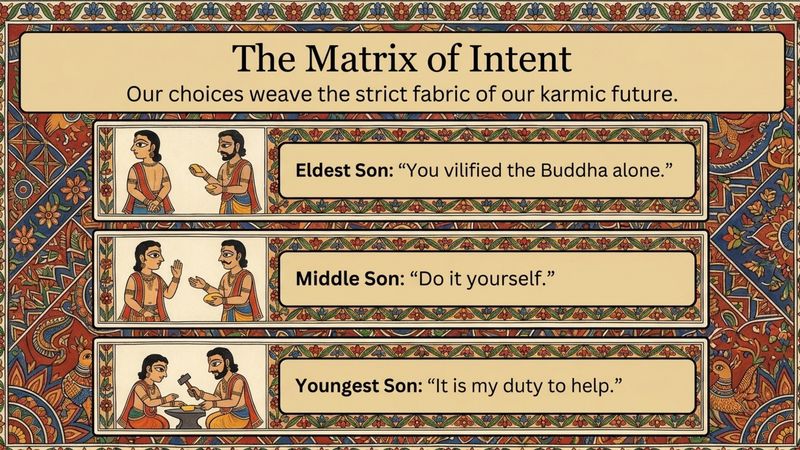 The Matrix of Intent
Our choices weave the strict fabric of our karmic future.
Eldest Son: “You vilified the Buddha alone.”
Middle Son: “Do it yourself.”
Youngest Son: “It is my duty to help.”